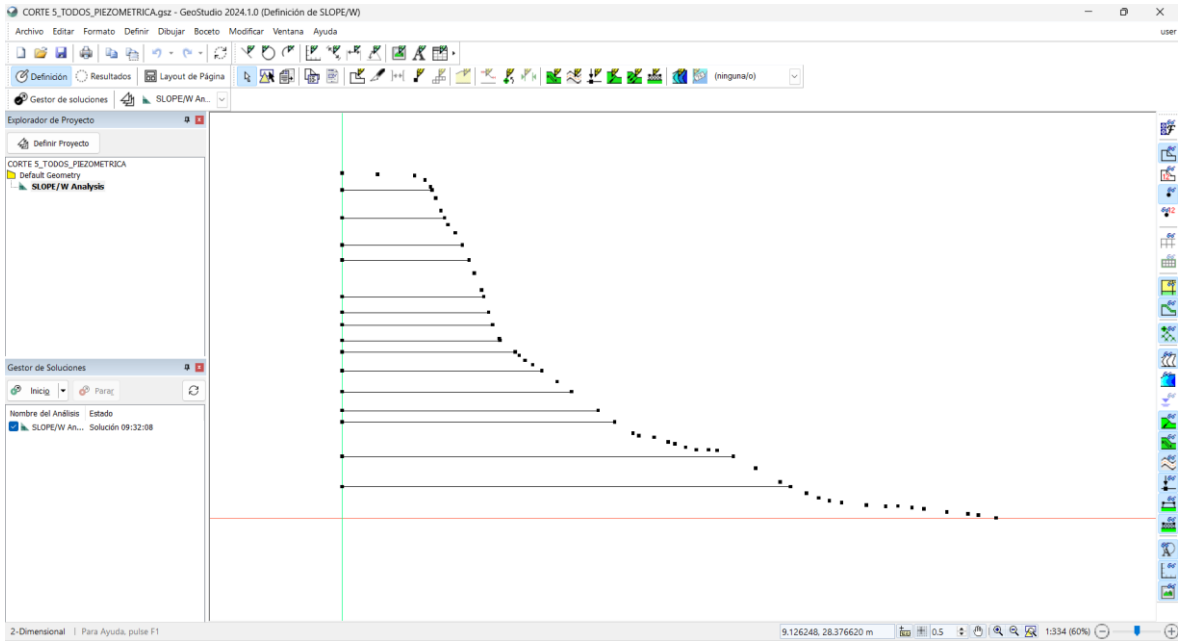 CORTE 5_TODOS_PIEZOMETRICA.gsz - GeoStudio 2024.1.0 (Definición de SLOPE/W)
Archivo Editar Formato Definir Dibujar Boceto Modificar Ventana Ayuda
user
Definición Resultados Layout de Página (ninguna/o)
Gestor de soluciones SLOPE/W An...
Explorador de Proyecto
Definir Proyecto
CORTE 5_TODOS_PIEZOMETRICA
Default Geometry
SLOPE/W Analysis
Gestor de Soluciones
Inicio Parar
Nombre del Análisis Estado
SLOPE/W An... Solución 09:32:08
2-Dimensional | Para Ayuda, pulse F1
9.126248, 28.376620 m 0.5 1:334 (60%)